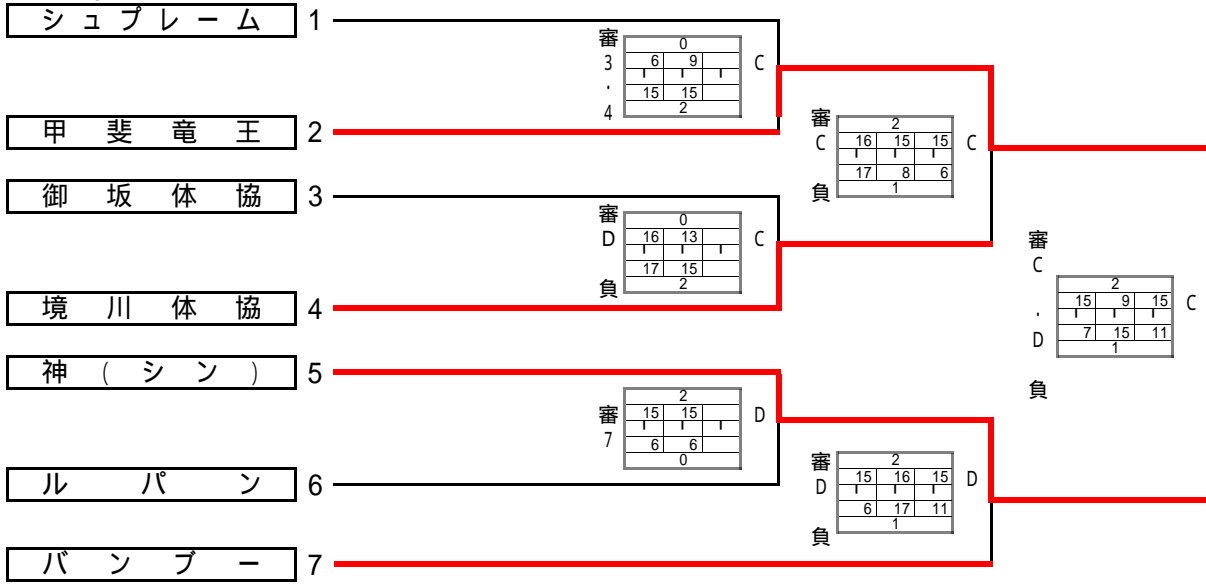 シュプレーム 1
審 3 ・ 4
0
6 9
15 15
2
C
甲斐竜王 2
審 C 負
2
16 15 15
17 8 6
1
C
御坂体協 3
審 D 負
0
16 13
17 15
2
C
境川体協 4
審 C ・ D 負
2
15 9 15
7 15 11
1
C
神(シン) 5
審 7
2
15 15
6 6
0
D
ルパン 6
審 D 負
2
15 16 15
6 17 11
1
D
バンブー 7